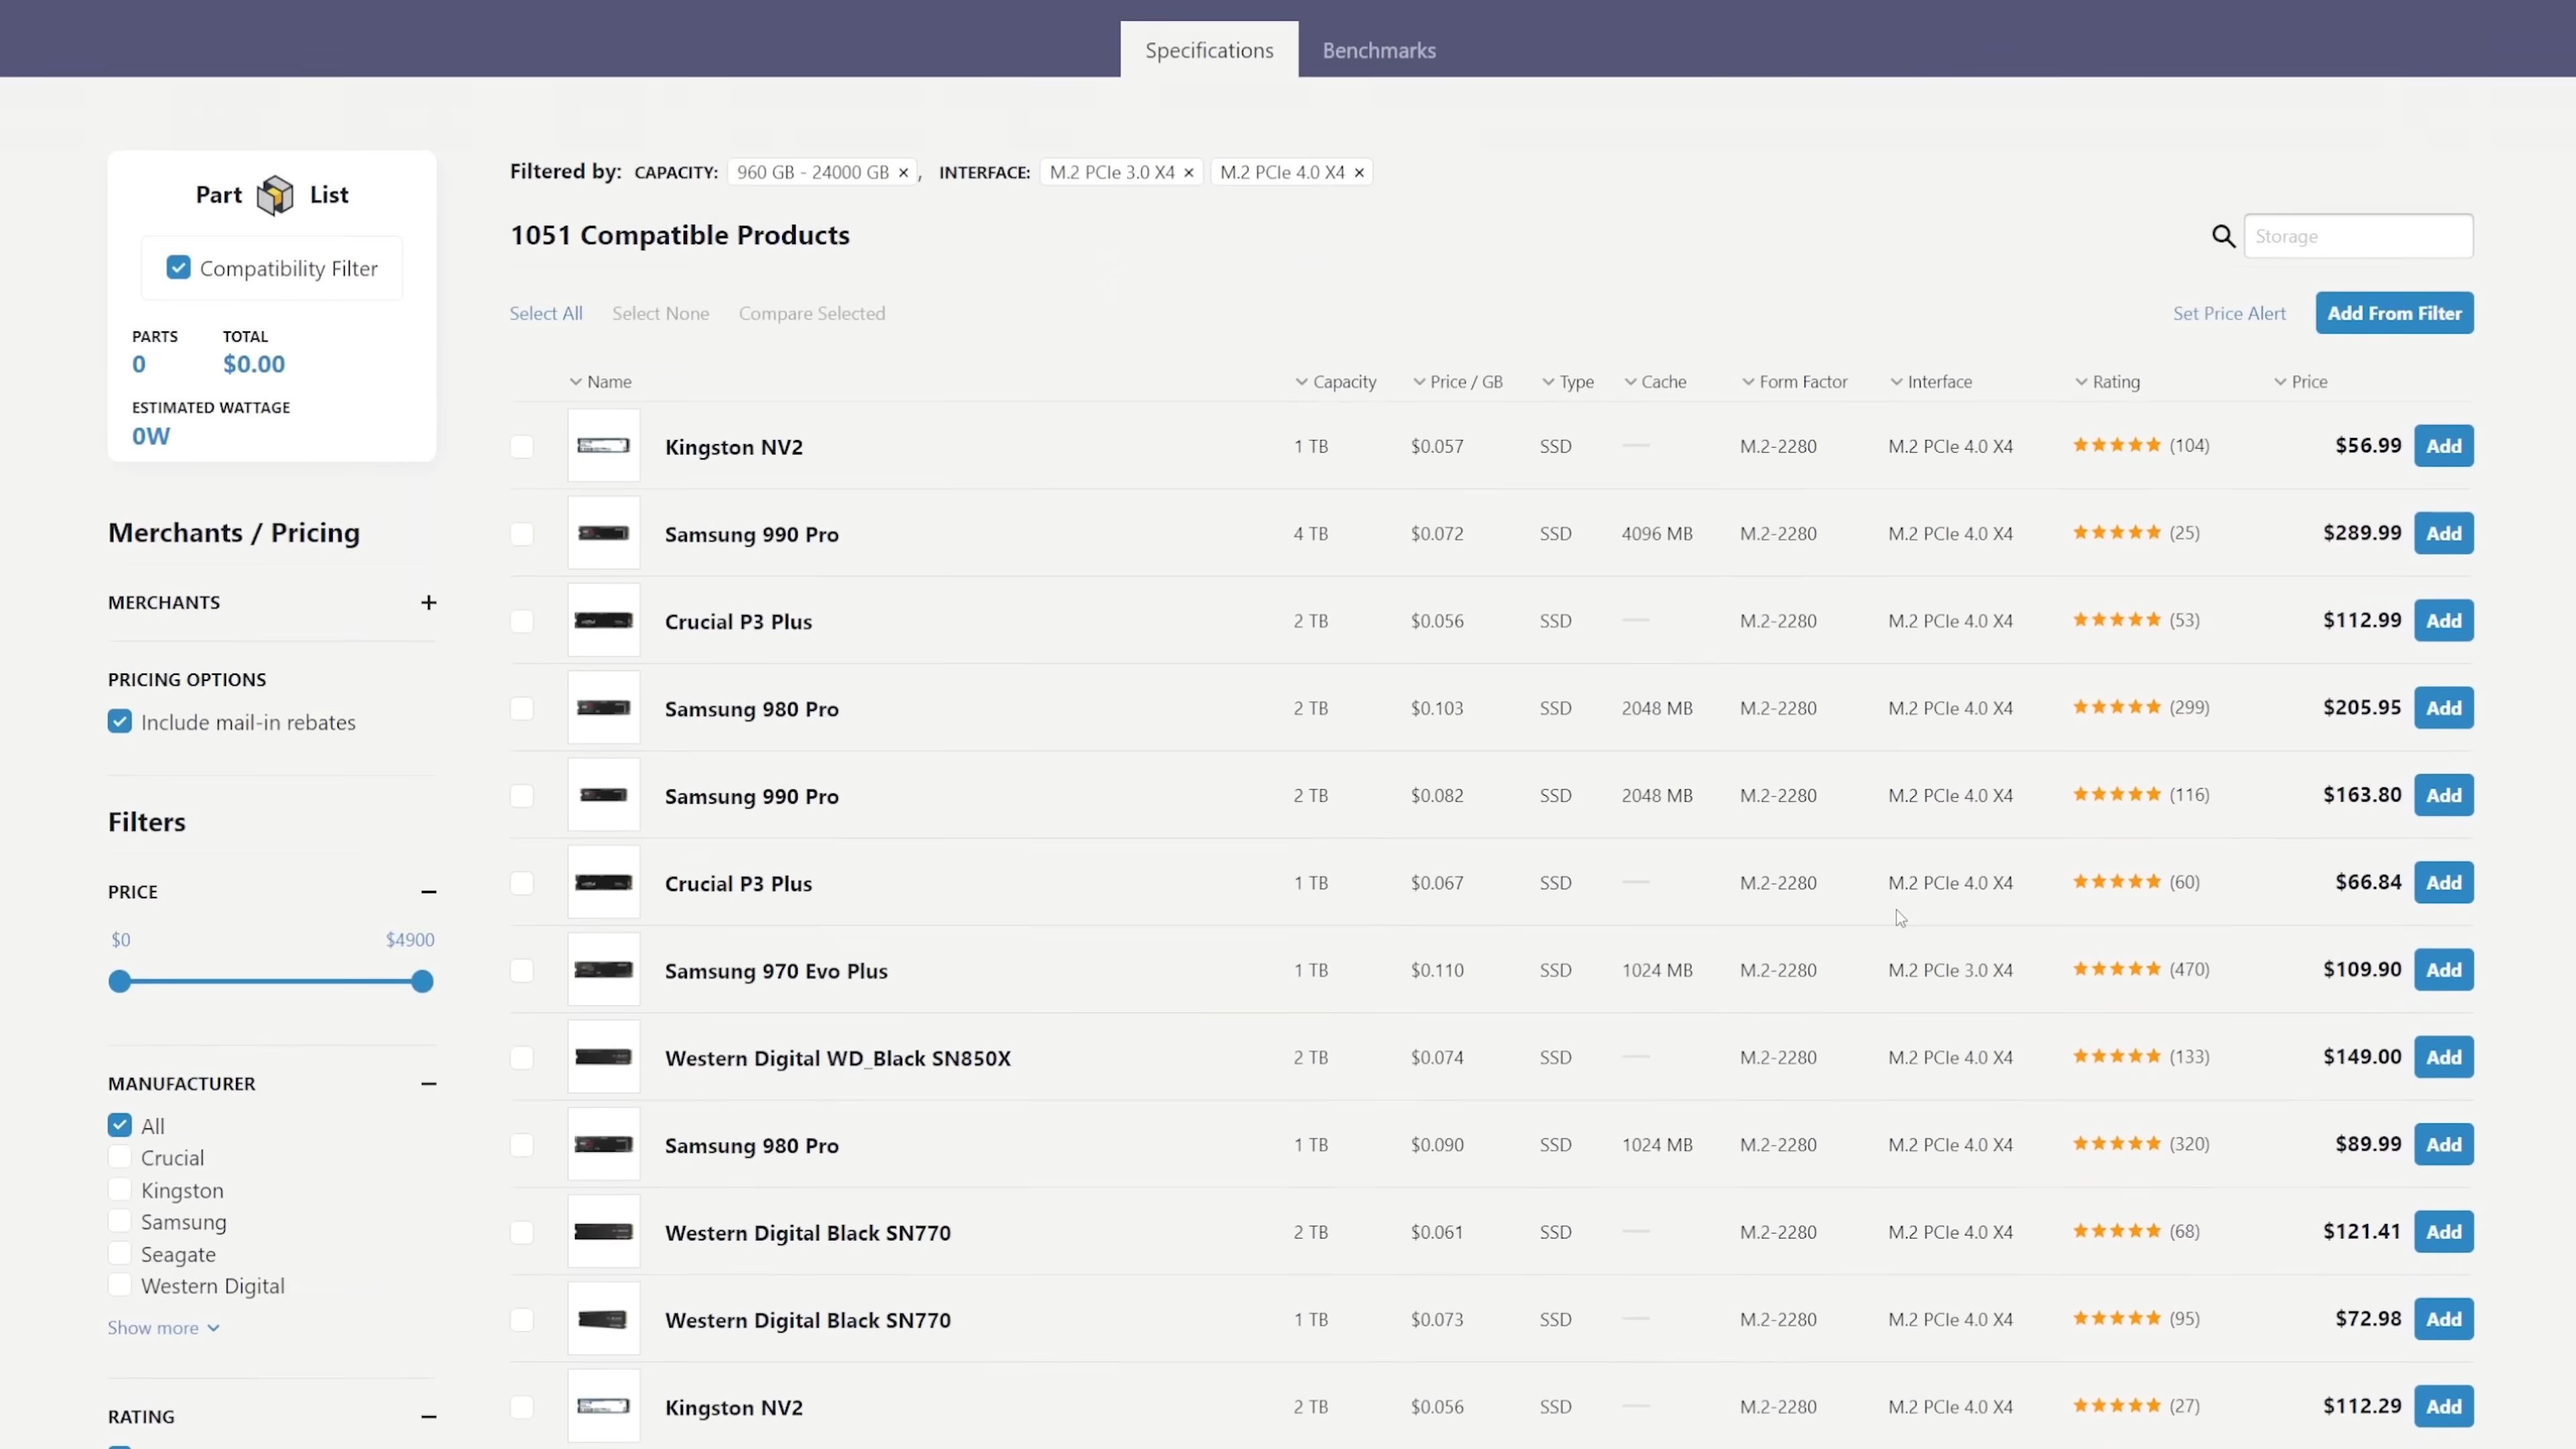 Specifications Benchmarks
Part List
Compatibility Filter
PARTS TOTAL
0 $0.00
ESTIMATED WATTAGE
0W
Merchants / Pricing
MERCHANTS +
PRICING OPTIONS
Include mail-in rebates
Filters
PRICE
$0 $4900
MANUFACTURER
All
Crucial
Kingston
Samsung
Seagate
Western Digital
Show more
RATING
Filtered by: CAPACITY: 960 GB - 24000 GB ×, INTERFACE: M.2 PCIe 3.0 X4 × M.2 PCIe 4.0 X4 ×
1051 Compatible Products
Storage
Select All Select None Compare Selected Set Price Alert Add From Filter
Name Capacity Price / GB Type Cache Form Factor Interface Rating Price
Kingston NV2 1 TB $0.057 SSD M.2-2280 M.2 PCIe 4.0 X4 (104) $56.99 Add
Samsung 990 Pro 4 TB $0.072 SSD 4096 MB M.2-2280 M.2 PCIe 4.0 X4 (25) $289.99 Add
Crucial P3 Plus 2 TB $0.056 SSD M.2-2280 M.2 PCIe 4.0 X4 (53) $112.99 Add
Samsung 980 Pro 2 TB $0.103 SSD 2048 MB M.2-2280 M.2 PCIe 4.0 X4 (299) $205.95 Add
Samsung 990 Pro 2 TB $0.082 SSD 2048 MB M.2-2280 M.2 PCIe 4.0 X4 (116) $163.80 Add
Crucial P3 Plus 1 TB $0.067 SSD M.2-2280 M.2 PCIe 4.0 X4 (60) $66.84 Add
Samsung 970 Evo Plus 1 TB $0.110 SSD 1024 MB M.2-2280 M.2 PCIe 3.0 X4 (470) $109.90 Add
Western Digital WD_Black SN850X 2 TB $0.074 SSD M.2-2280 M.2 PCIe 4.0 X4 (133) $149.00 Add
Samsung 980 Pro 1 TB $0.090 SSD 1024 MB M.2-2280 M.2 PCIe 4.0 X4 (320) $89.99 Add
Western Digital Black SN770 2 TB $0.061 SSD M.2-2280 M.2 PCIe 4.0 X4 (68) $121.41 Add
Western Digital Black SN770 1 TB $0.073 SSD M.2-2280 M.2 PCIe 4.0 X4 (95) $72.98 Add
Kingston NV2 2 TB $0.056 SSD M.2-2280 M.2 PCIe 4.0 X4 (27) $112.29 Add